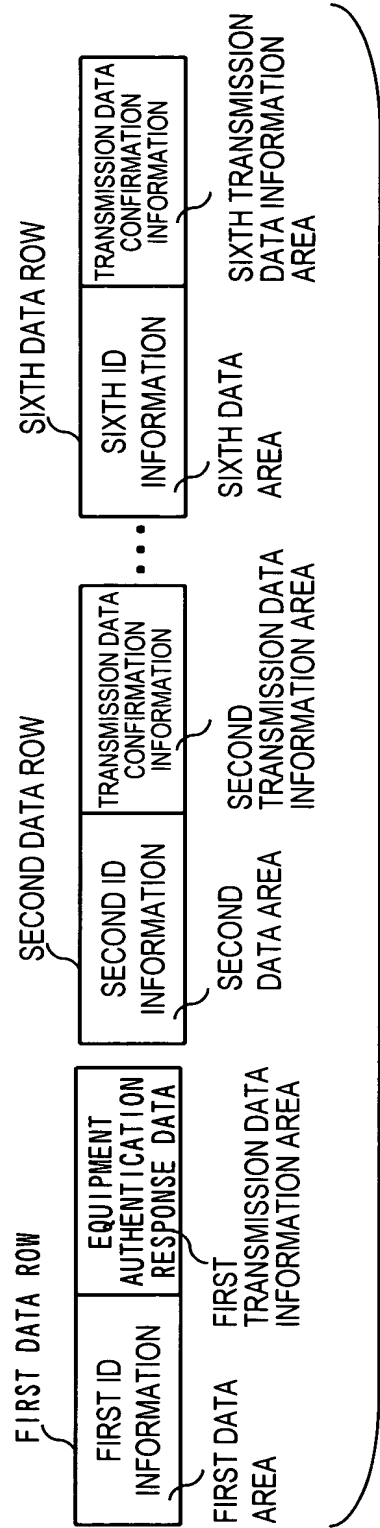 FIRST DATA ROW
FIRST ID
INFORMATION
EQUIPMENT
AUTHENTICATION
RESPONSE DATA
FIRST DATA
AREA
FIRST
TRANSMISSION DATA
INFORMATION AREA
SECOND DATA ROW
SECOND ID
INFORMATION
TRANSMISSION DATA
CONFIRMATION
INFORMATION
SECOND
DATA AREA
SECOND
TRANSMISSION DATA
INFORMATION AREA
...
SIXTH DATA ROW
SIXTH ID
INFORMATION
TRANSMISSION DATA
CONFIRMATION
INFORMATION
SIXTH DATA
AREA
SIXTH TRANSMISSION
DATA INFORMATION
AREA